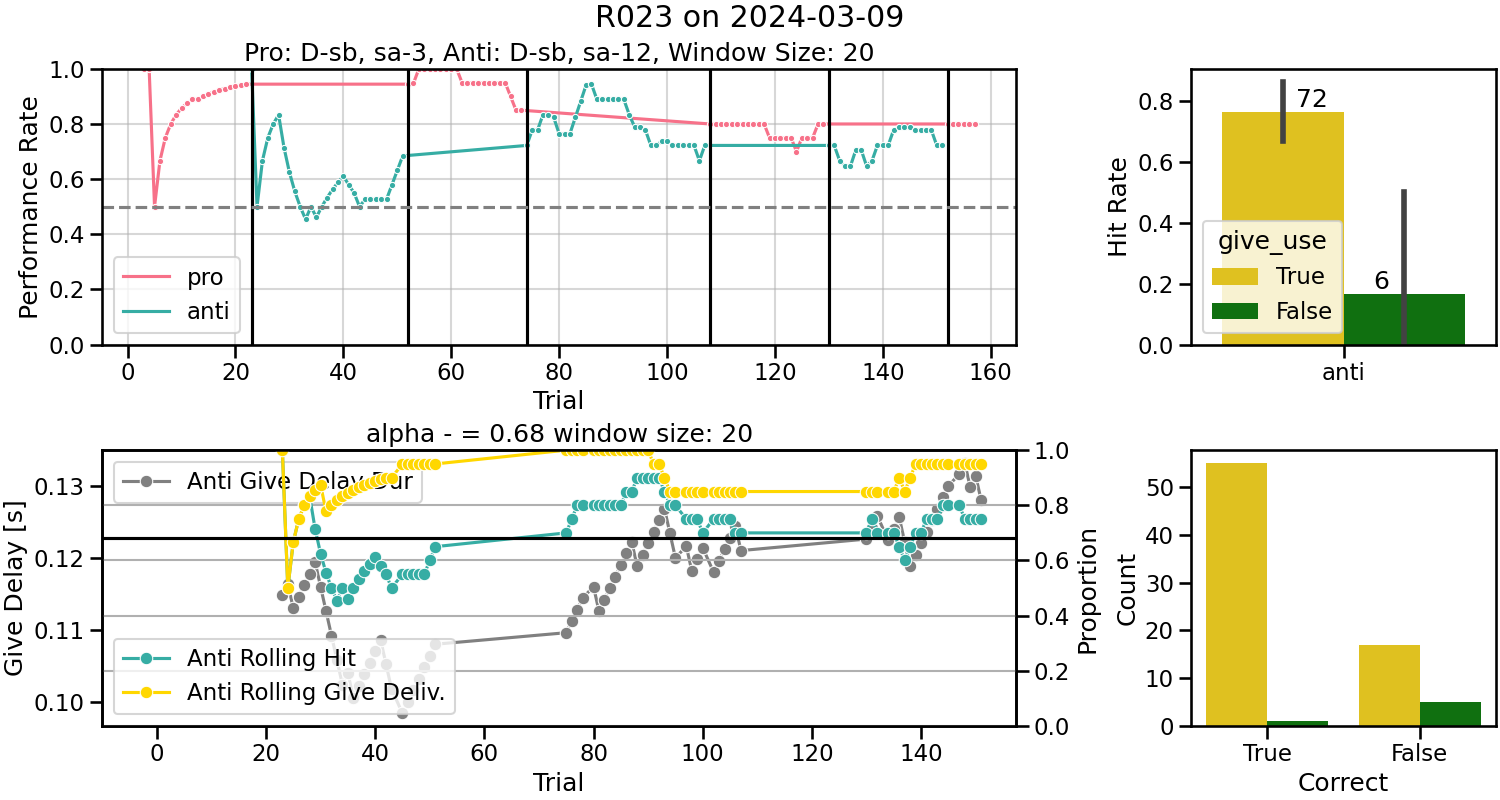 R023 on 2024-03-09
Pro: D-sb, sa-3, Anti: D-sb, sa-12, Window Size: 20
Performance Rate
1.0
0.8
0.6
0.4
0.2
0.0
pro
anti
0 20 40 60 80 100 120 140 160
Trial
Hit Rate
0.8
0.6
0.4
0.2
0.0
72
6
give_use
True
False
anti
alpha - = 0.68 window size: 20
Give Delay [s]
0.13
0.12
0.11
0.10
Anti Give Delay Dur
Anti Rolling Hit
Anti Rolling Give Deliv.
1.0
0.8
0.6
0.4
0.2
0.0
Proportion
0 20 40 60 80 100 120 140
Trial
Count
50
40
30
20
10
0
True False
Correct